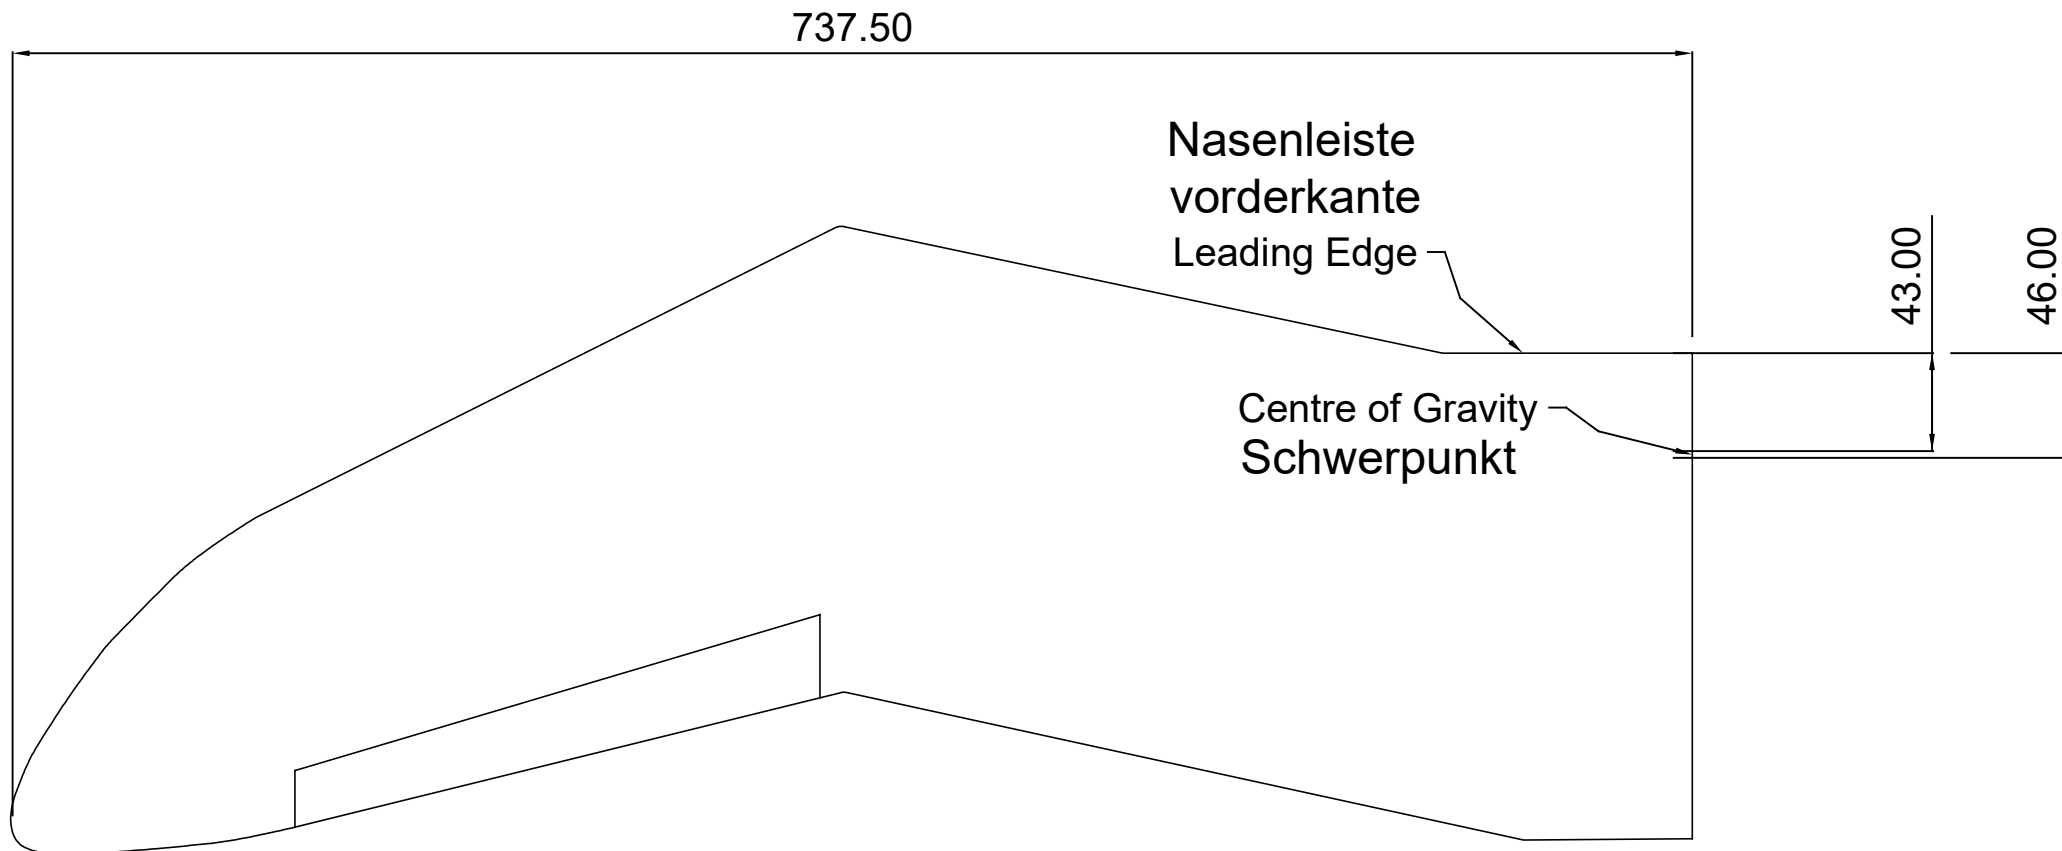 737.50
Nasenleiste
vorderkante
Leading Edge
43.00
46.00
Centre of Gravity
Schwerpunkt